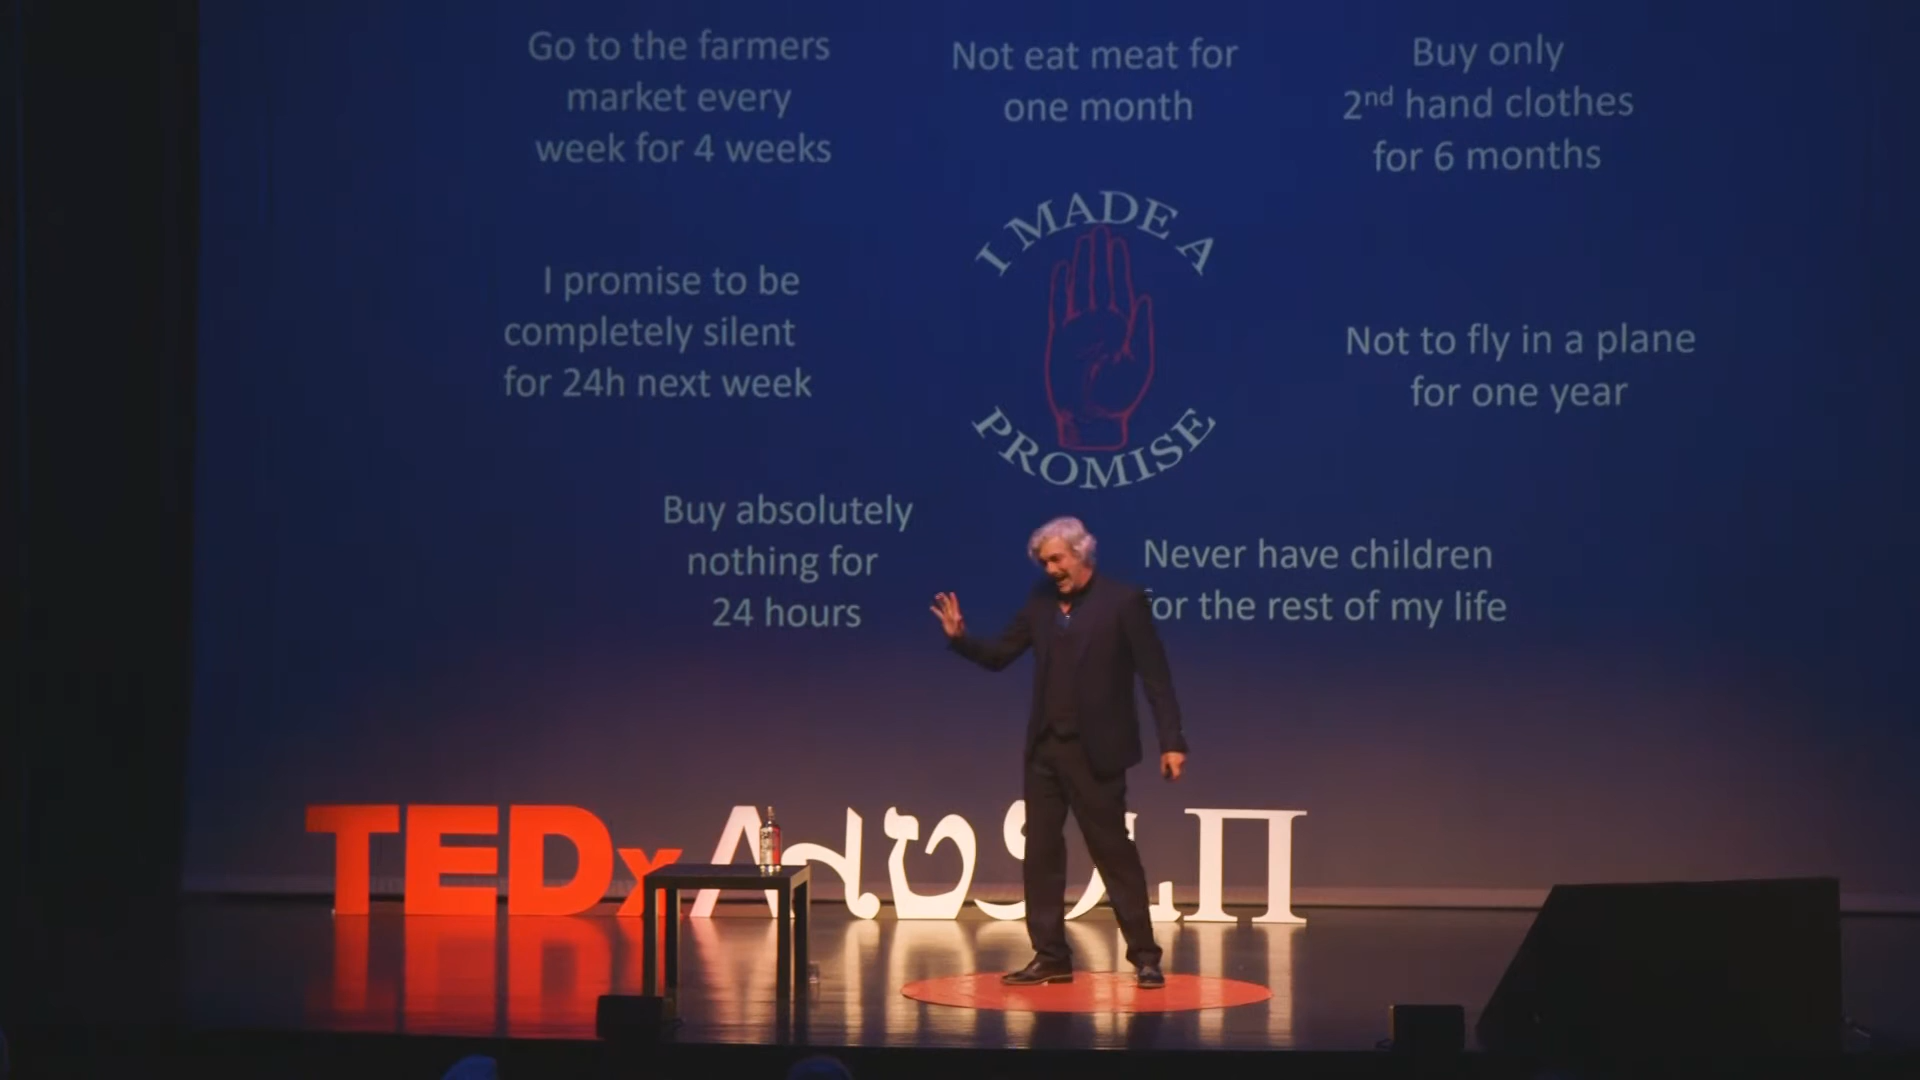 Go to the farmers
market every
week for 4 weeks
Not eat meat for
one month
Buy only
2nd hand clothes
for 6 months
I MADE A
PROMISE
I promise to be
completely silent
for 24h next week
Not to fly in a plane
for one year
Buy absolutely
nothing for
24 hours
Never have children
for the rest of my life
TEDx